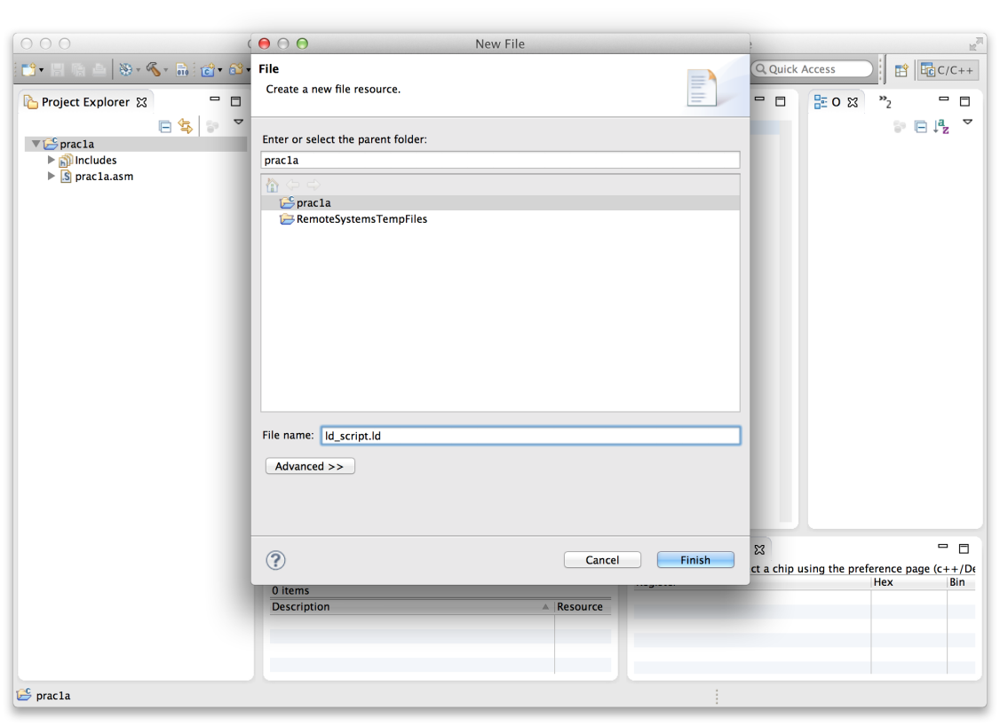 New File
File
Create a new file resource.
Quick Access
C/C++
Project Explorer
O
»2
prac1a
Includes
prac1a.asm
Enter or select the parent folder:
prac1a
prac1a
RemoteSystemsTempFiles
File name:
ld_script.ld
Advanced >>
Cancel
Finish
ct a chip using the preference page (c++/De
Hex
Bin
0 items
Description
Resource
prac1a